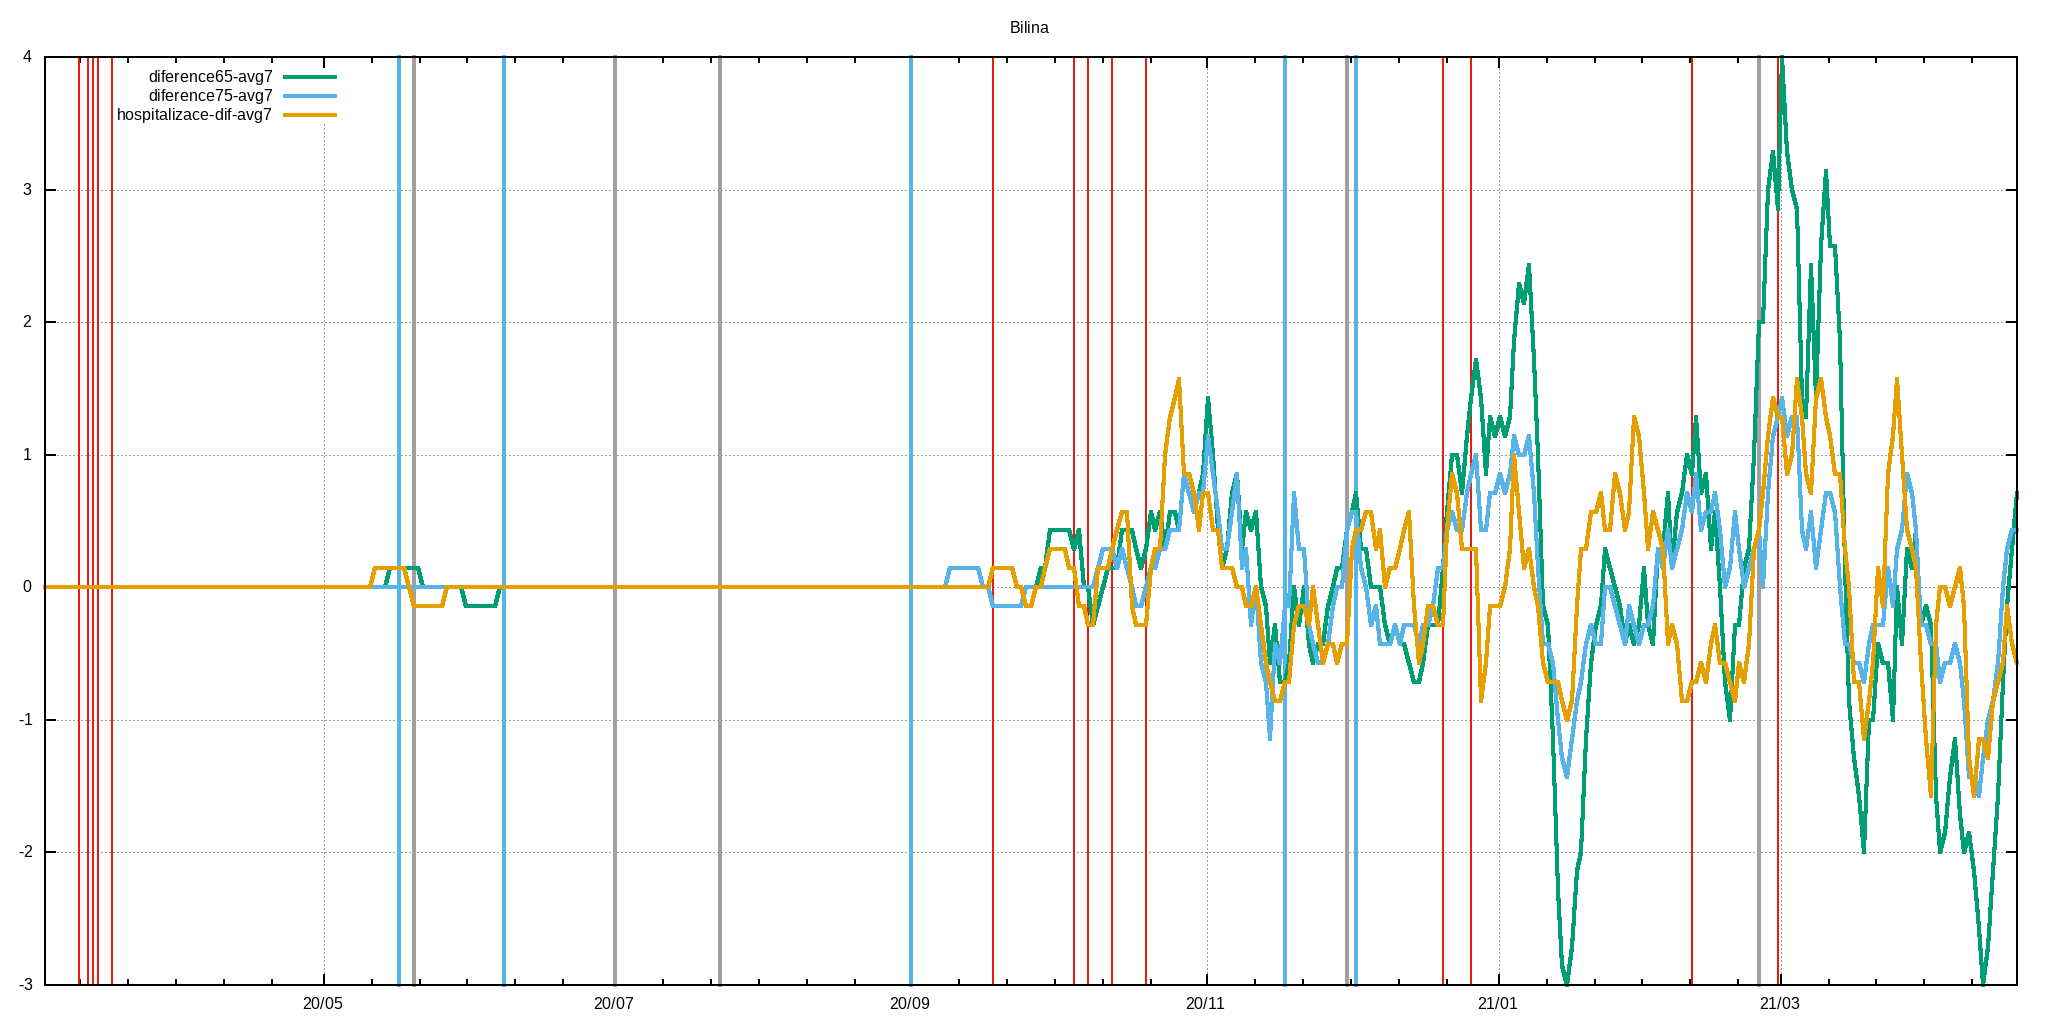 Bilina
4
diference65-avg7
diference75-avg7
hospitalizace-dif-avg7
3
2
1
0
-1
-2
-3
20/05 20/07 20/09 20/11 21/01 21/03